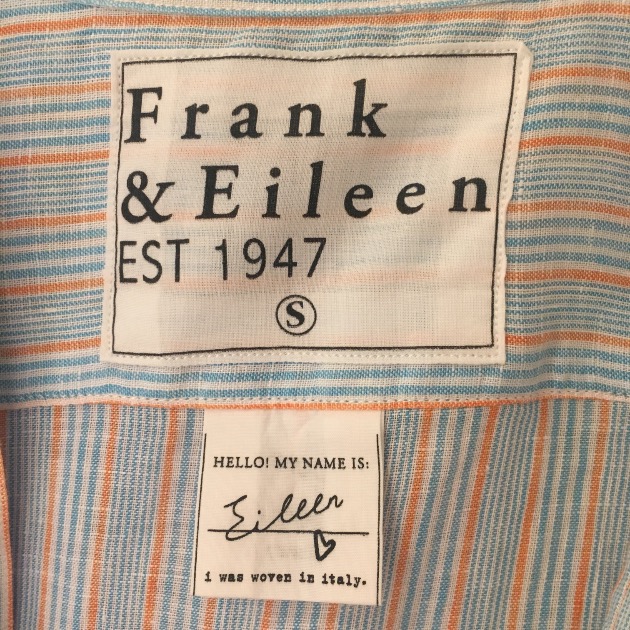 Frank
& Eileen
EST 1947
S
HELLO! MY NAME IS:
Eileen
i was woven in italy.